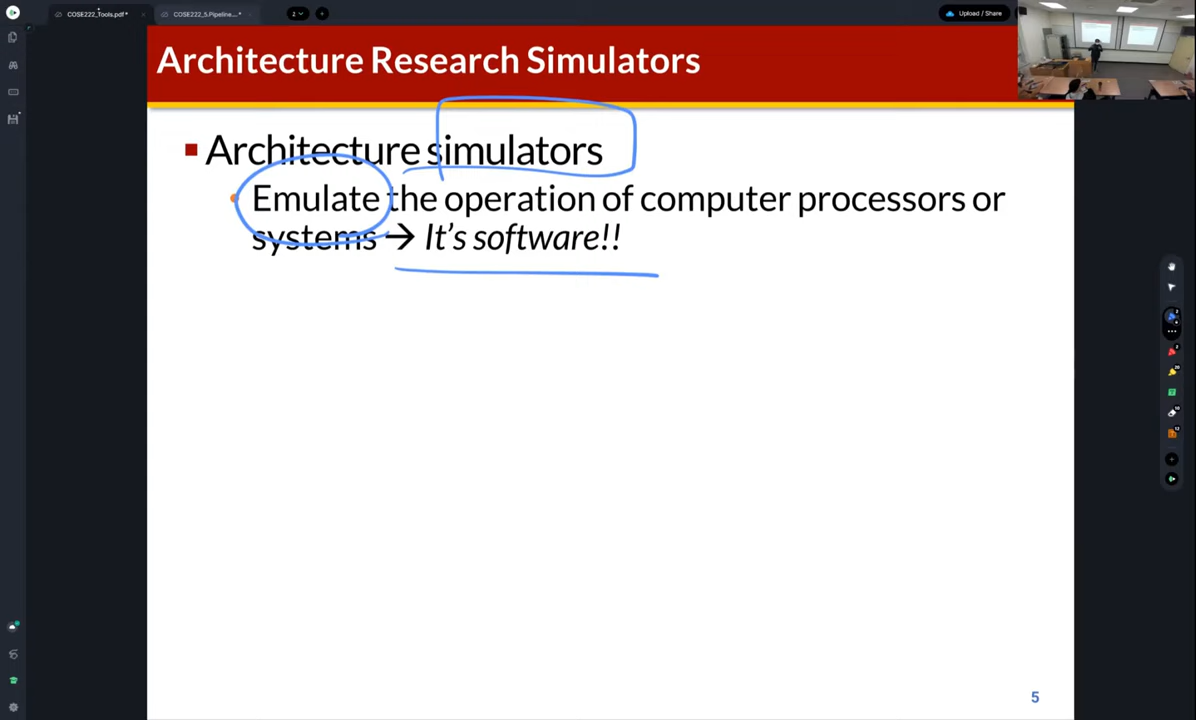 COSE222_Tools.pdf*
COSE222_5.Pipeline....*
2
Upload / Share
Architecture Research Simulators
Architecture simulators
Emulate the operation of computer processors or
systems → It's software!!
5